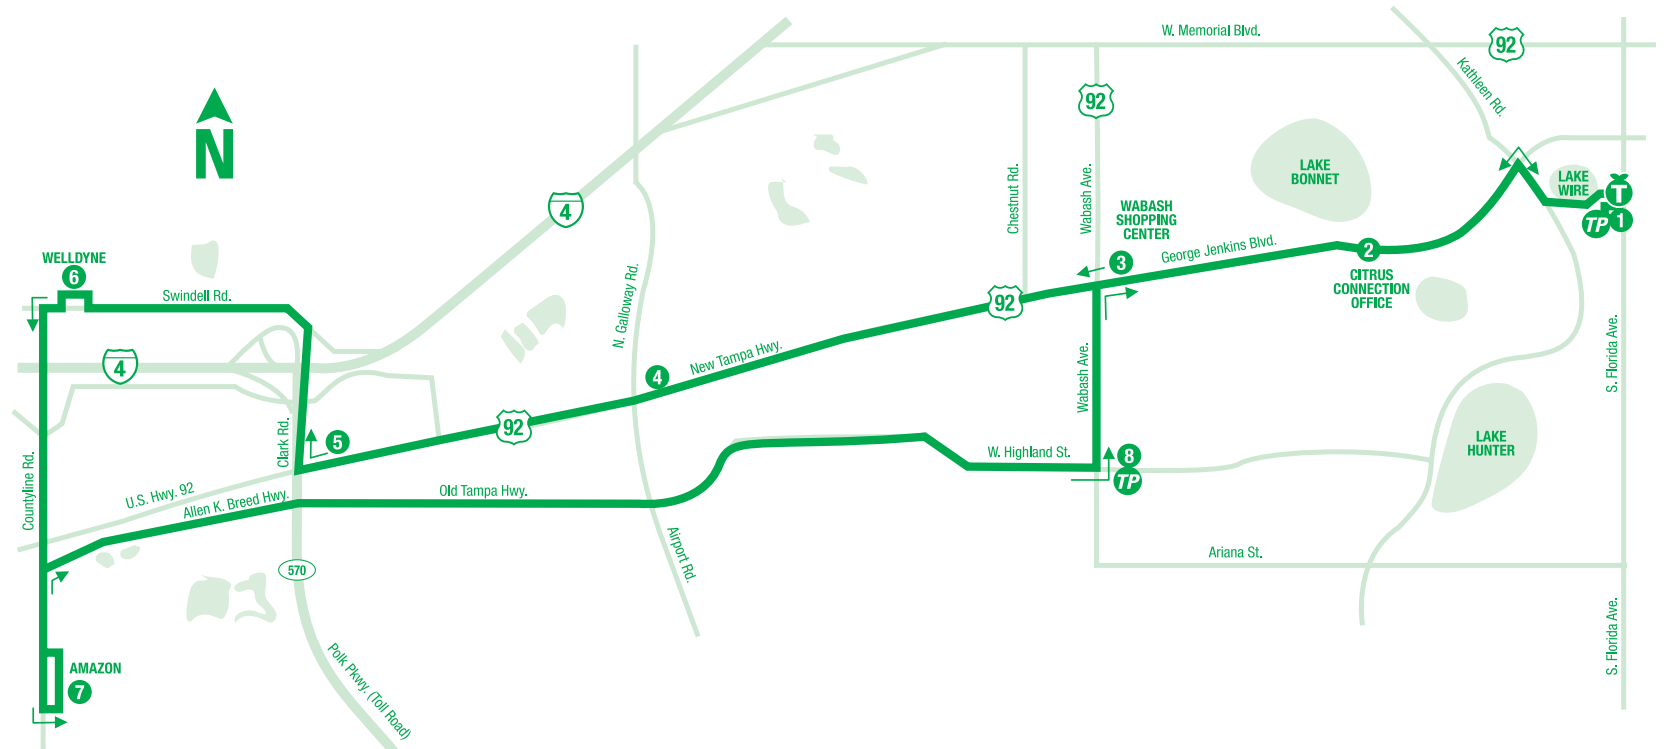 W. Memorial Blvd.
92
Kathleen Rd.
92
N
LAKE
BONNET
LAKE
WIRE
T
TP
1
4
Chestnut Rd.
Wabash Ave.
WABASH
SHOPPING
CENTER
3
George Jenkins Blvd.
2
CITRUS
CONNECTION
OFFICE
WELLDYNE
6
Swindell Rd.
N. Galloway Rd.
92
4
New Tampa Hwy.
4
Wabash Ave.
S. Florida Ave.
92
Clark Rd.
5
LAKE
HUNTER
W. Highland St.
8
TP
Countyline Rd.
U.S. Hwy. 92
Allen K. Breed Hwy.
Old Tampa Hwy.
Airport Rd.
Ariana St.
570
S. Florida Ave.
AMAZON
7
Polk Pkwy. (Toll Road)